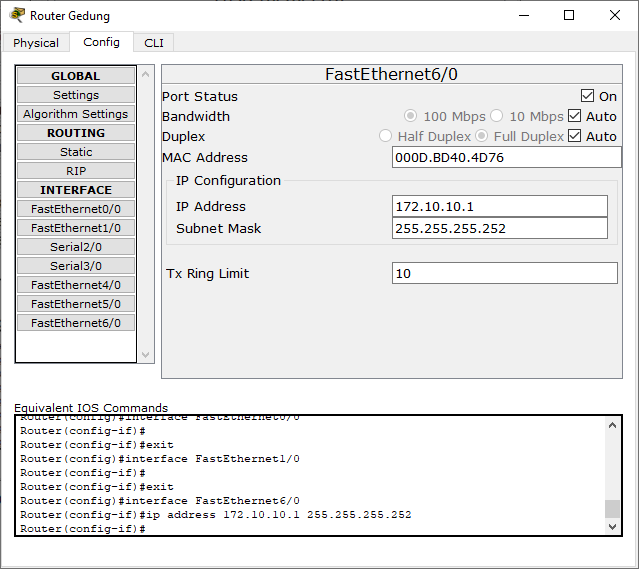 Router Gedung
Physical Config CLI
GLOBAL
Settings
Algorithm Settings
ROUTING
Static
RIP
INTERFACE
FastEthernet0/0
FastEthernet1/0
Serial2/0
Serial3/0
FastEthernet4/0
FastEthernet5/0
FastEthernet6/0
FastEthernet6/0
Port Status On
Bandwidth 100 Mbps 10 Mbps Auto
Duplex Half Duplex Full Duplex Auto
MAC Address 000D.BD40.4D76
IP Configuration
IP Address 172.10.10.1
Subnet Mask 255.255.255.252
Tx Ring Limit 10
Equivalent IOS Commands
Router(config)#interface FastEthernet0/0
Router(config-if)#
Router(config-if)#exit
Router(config)#interface FastEthernet1/0
Router(config-if)#
Router(config-if)#exit
Router(config)#interface FastEthernet6/0
Router(config-if)#ip address 172.10.10.1 255.255.255.252
Router(config-if)#